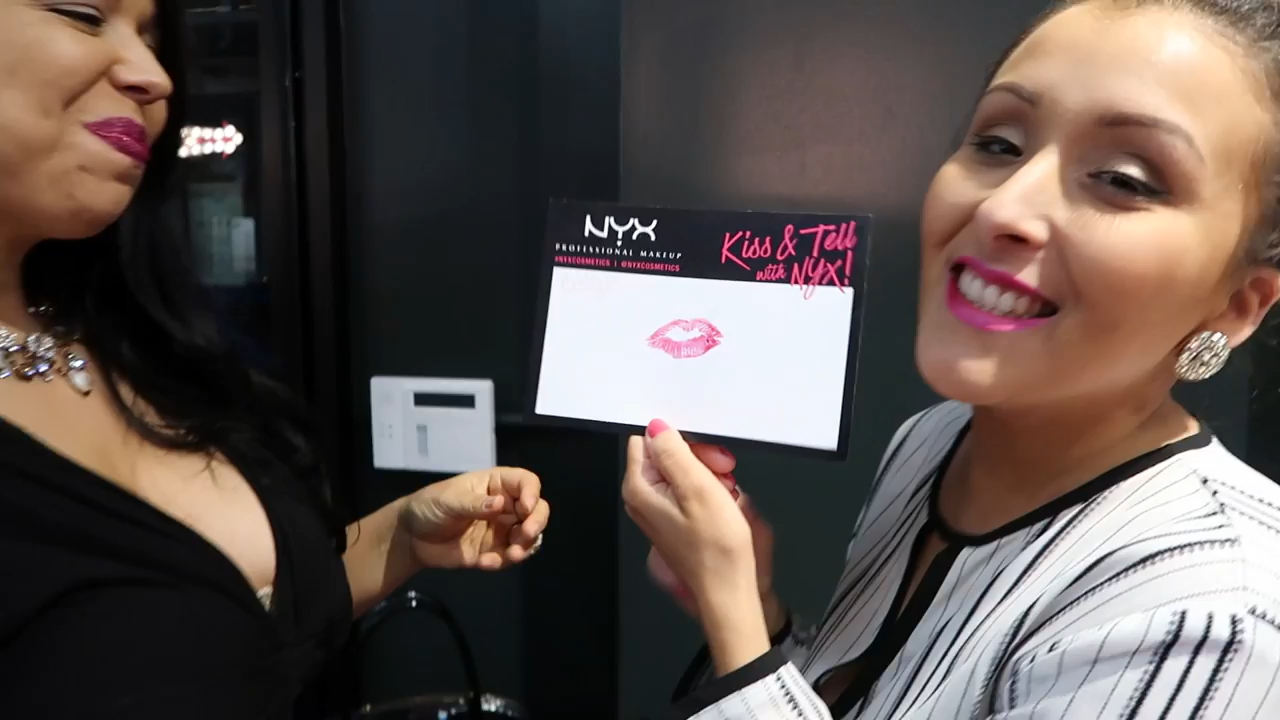 NYX
PROFESSIONAL MAKEUP
#NYXCOSMETICS | @NYXCOSMETICS
Kiss & Tell
with NYX!